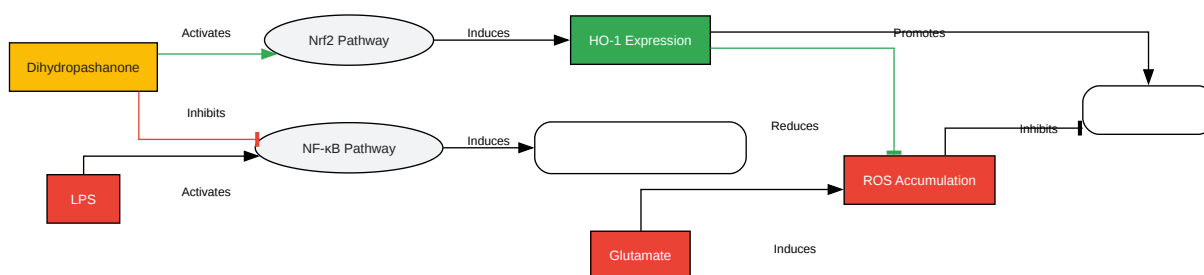 Activates
Nrf2 Pathway
Induces
HO-1 Expression
Promotes
Dihydropashanone
Inhibits
NF-κB Pathway
Induces
Reduces
Inhibits
LPS
Activates
ROS Accumulation
Glutamate
Induces